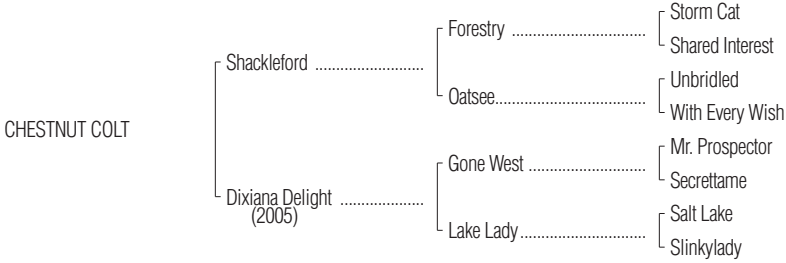 Storm Cat
Forestry ..............................
Shared Interest
Shackleford ........................
Unbridled
Oatsee..................................
With Every Wish
CHESTNUT COLT
Mr. Prospector
Gone West ..........................
Secrettame
Dixiana Delight ...................
(2005)
Salt Lake
Lake Lady............................
Slinkylady